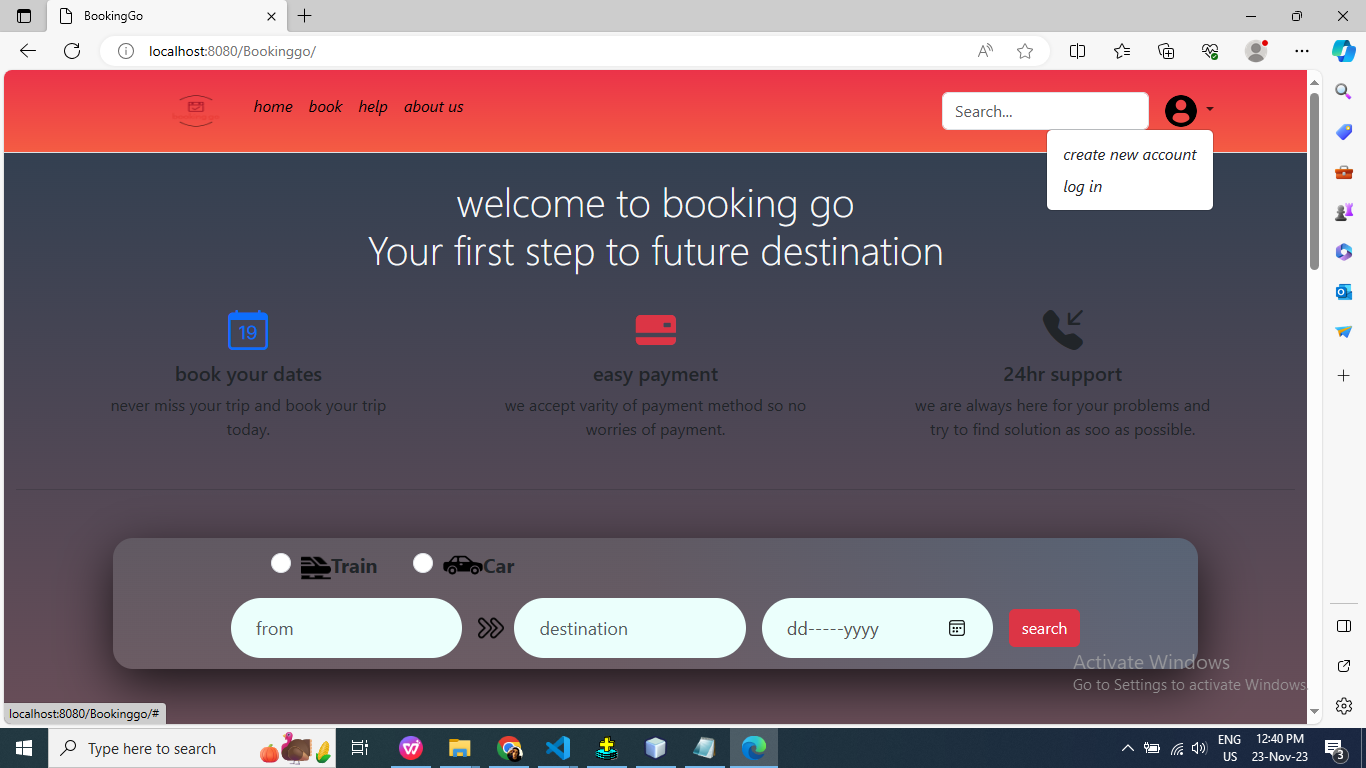 BookingGo
localhost:8080/Bookinggo/
home book help about us
Search...
create new account
log in
welcome to booking go
Your first step to future destination
19
book your dates
never miss your trip and book your trip
today.
easy payment
we accept varity of payment method so no
worries of payment.
24hr support
we are always here for your problems and
try to find solution as soo as possible.
Train Car
from
destination
dd-----yyyy
search
Activate Windows
Go to Settings to activate Windows.
localhost:8080/Bookinggo/#
Type here to search
ENG
US
12:40 PM
23-Nov-23
3